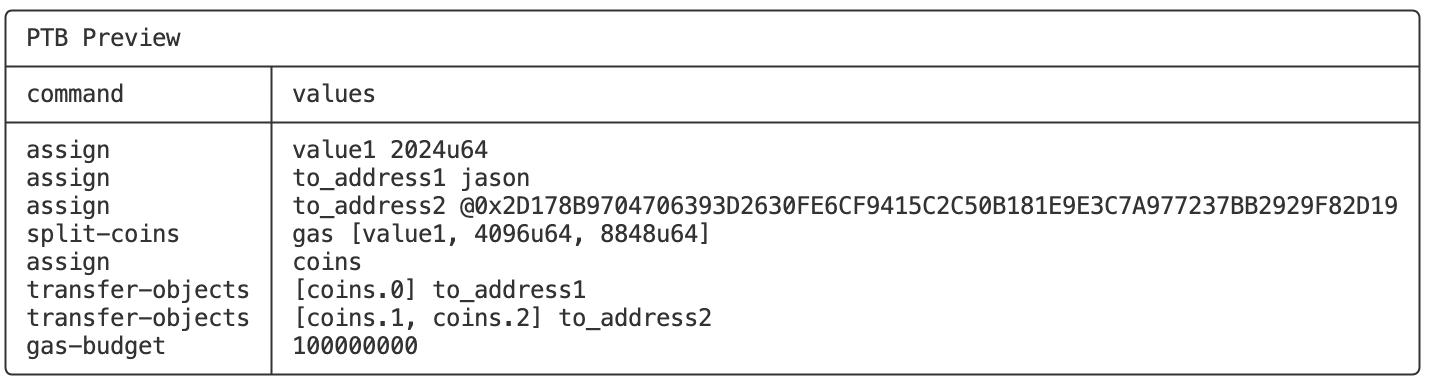 PTB Preview
command values
assign value1 2024u64
assign to_address1 jason
assign to_address2 @0x2D178B9704706393D2630FE6CF9415C2C50B181E9E3C7A977237BB2929F82D19
split-coins gas [value1, 4096u64, 8848u64]
assign coins
transfer-objects [coins.0] to_address1
transfer-objects [coins.1, coins.2] to_address2
gas-budget 100000000